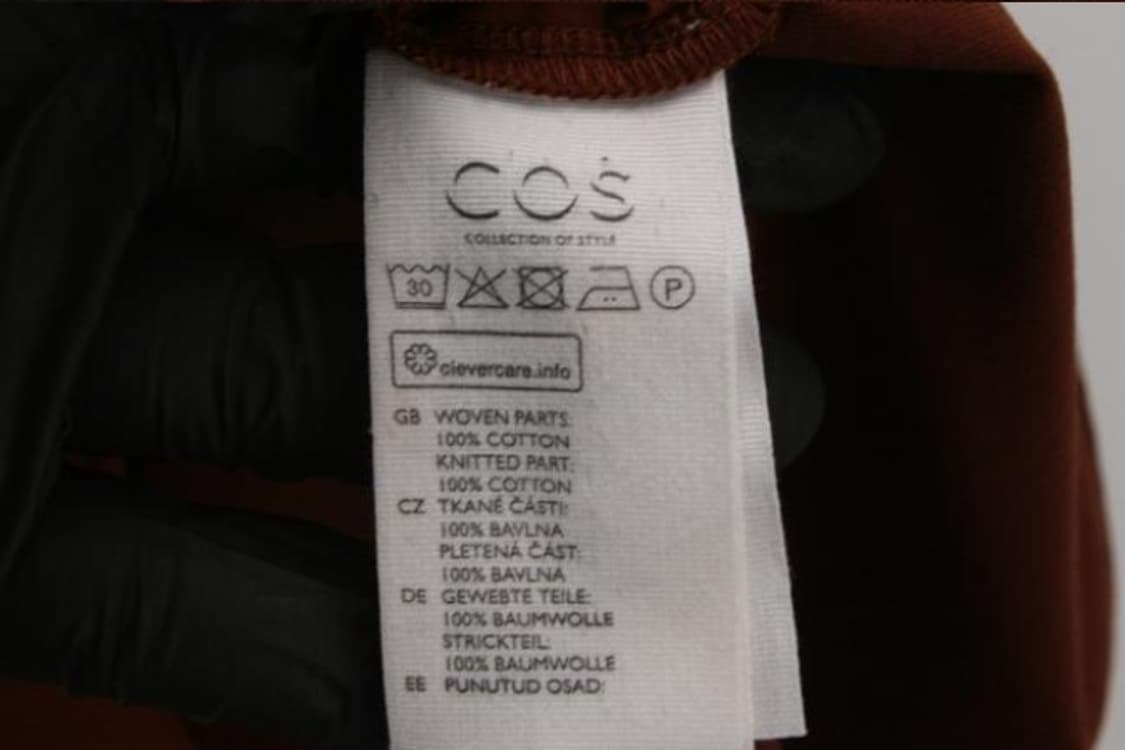 COS
COLLECTION OF STYLE
30 P
clevercare.info
GB WOVEN PARTS:
100% COTTON
KNITTED PART:
100% COTTON
CZ TKANÉ ČÁSTI:
100% BAVLNA
PLETENÁ ČÁST:
100% BAVLNA
DE GEWEBTE TEILE:
100% BAUMWOLLE
STRICKTEIL:
100% BAUMWOLLE
EE PUNUTUD OSAD: